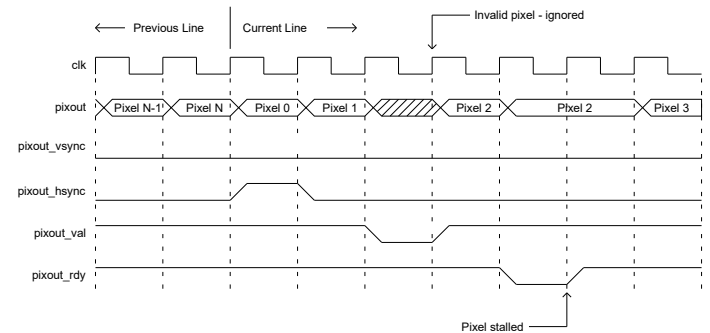 Invalid pixel - ignored
Previous Line Current Line
clk
pixout Pixel N-1 Pixel N Pixel 0 Pixel 1 Pixel 2 Pixel 2 Pixel 3
pixout_vsync
pixout_hsync
pixout_val
pixout_rdy
Pixel stalled